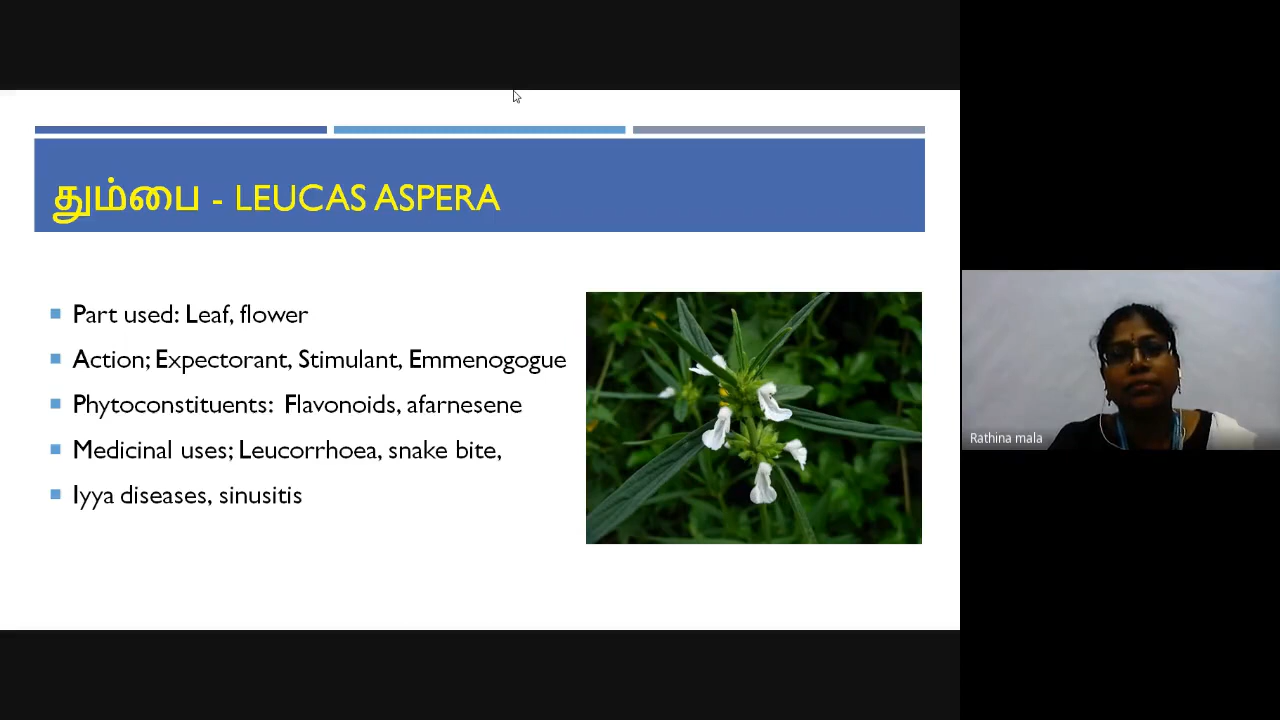 தும்பை - LEUCAS ASPERA
Part used: Leaf, flower
Action; Expectorant, Stimulant, Emmenogogue
Phytoconstituents: Flavonoids, afarnesene
Medicinal uses; Leucorrhoea, snake bite,
Iyya diseases, sinusitis
Rathina mala